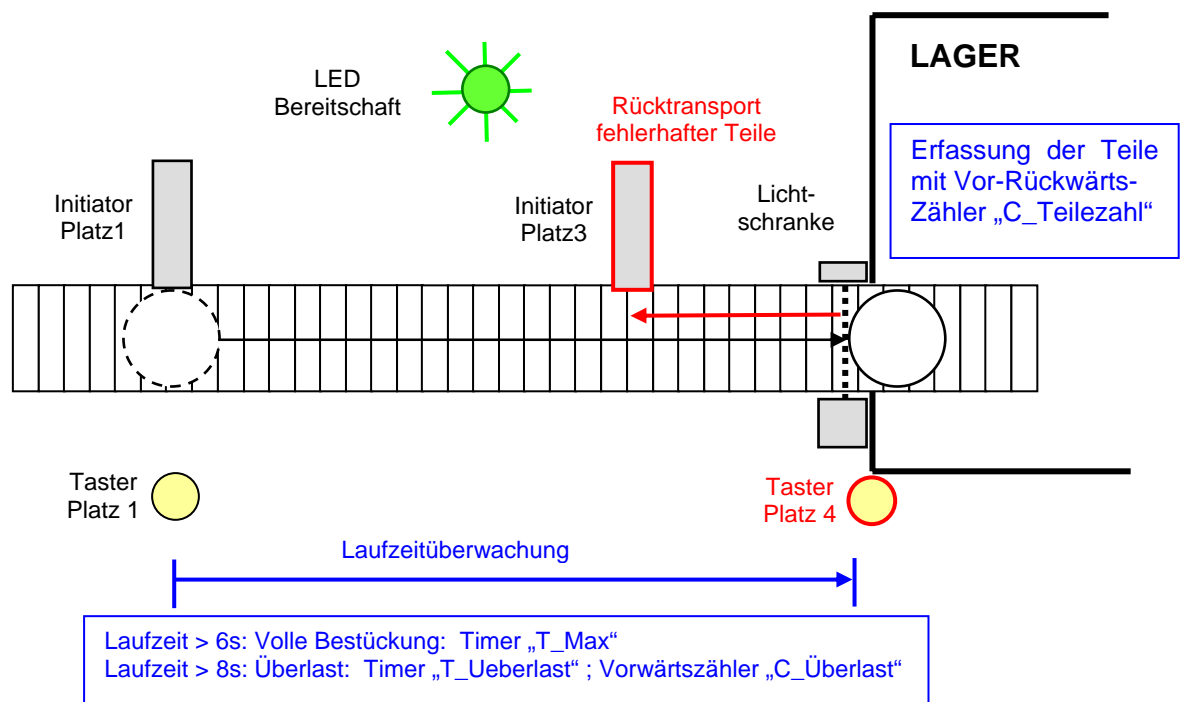 LED
Bereitschaft
LAGER
Rücktransport
fehlerhafter Teile
Erfassung der Teile
mit Vor-Rückwärts-
Zähler „C_Teilezahl“
Initiator
Platz1
Initiator
Platz3
Licht-
schranke
Taster
Platz 1
Taster
Platz 4
Laufzeitüberwachung
Laufzeit > 6s: Volle Bestückung: Timer „T_Max“
Laufzeit > 8s: Überlast: Timer „T_Ueberlast“ ; Vorwärtszähler „C_Überlast“